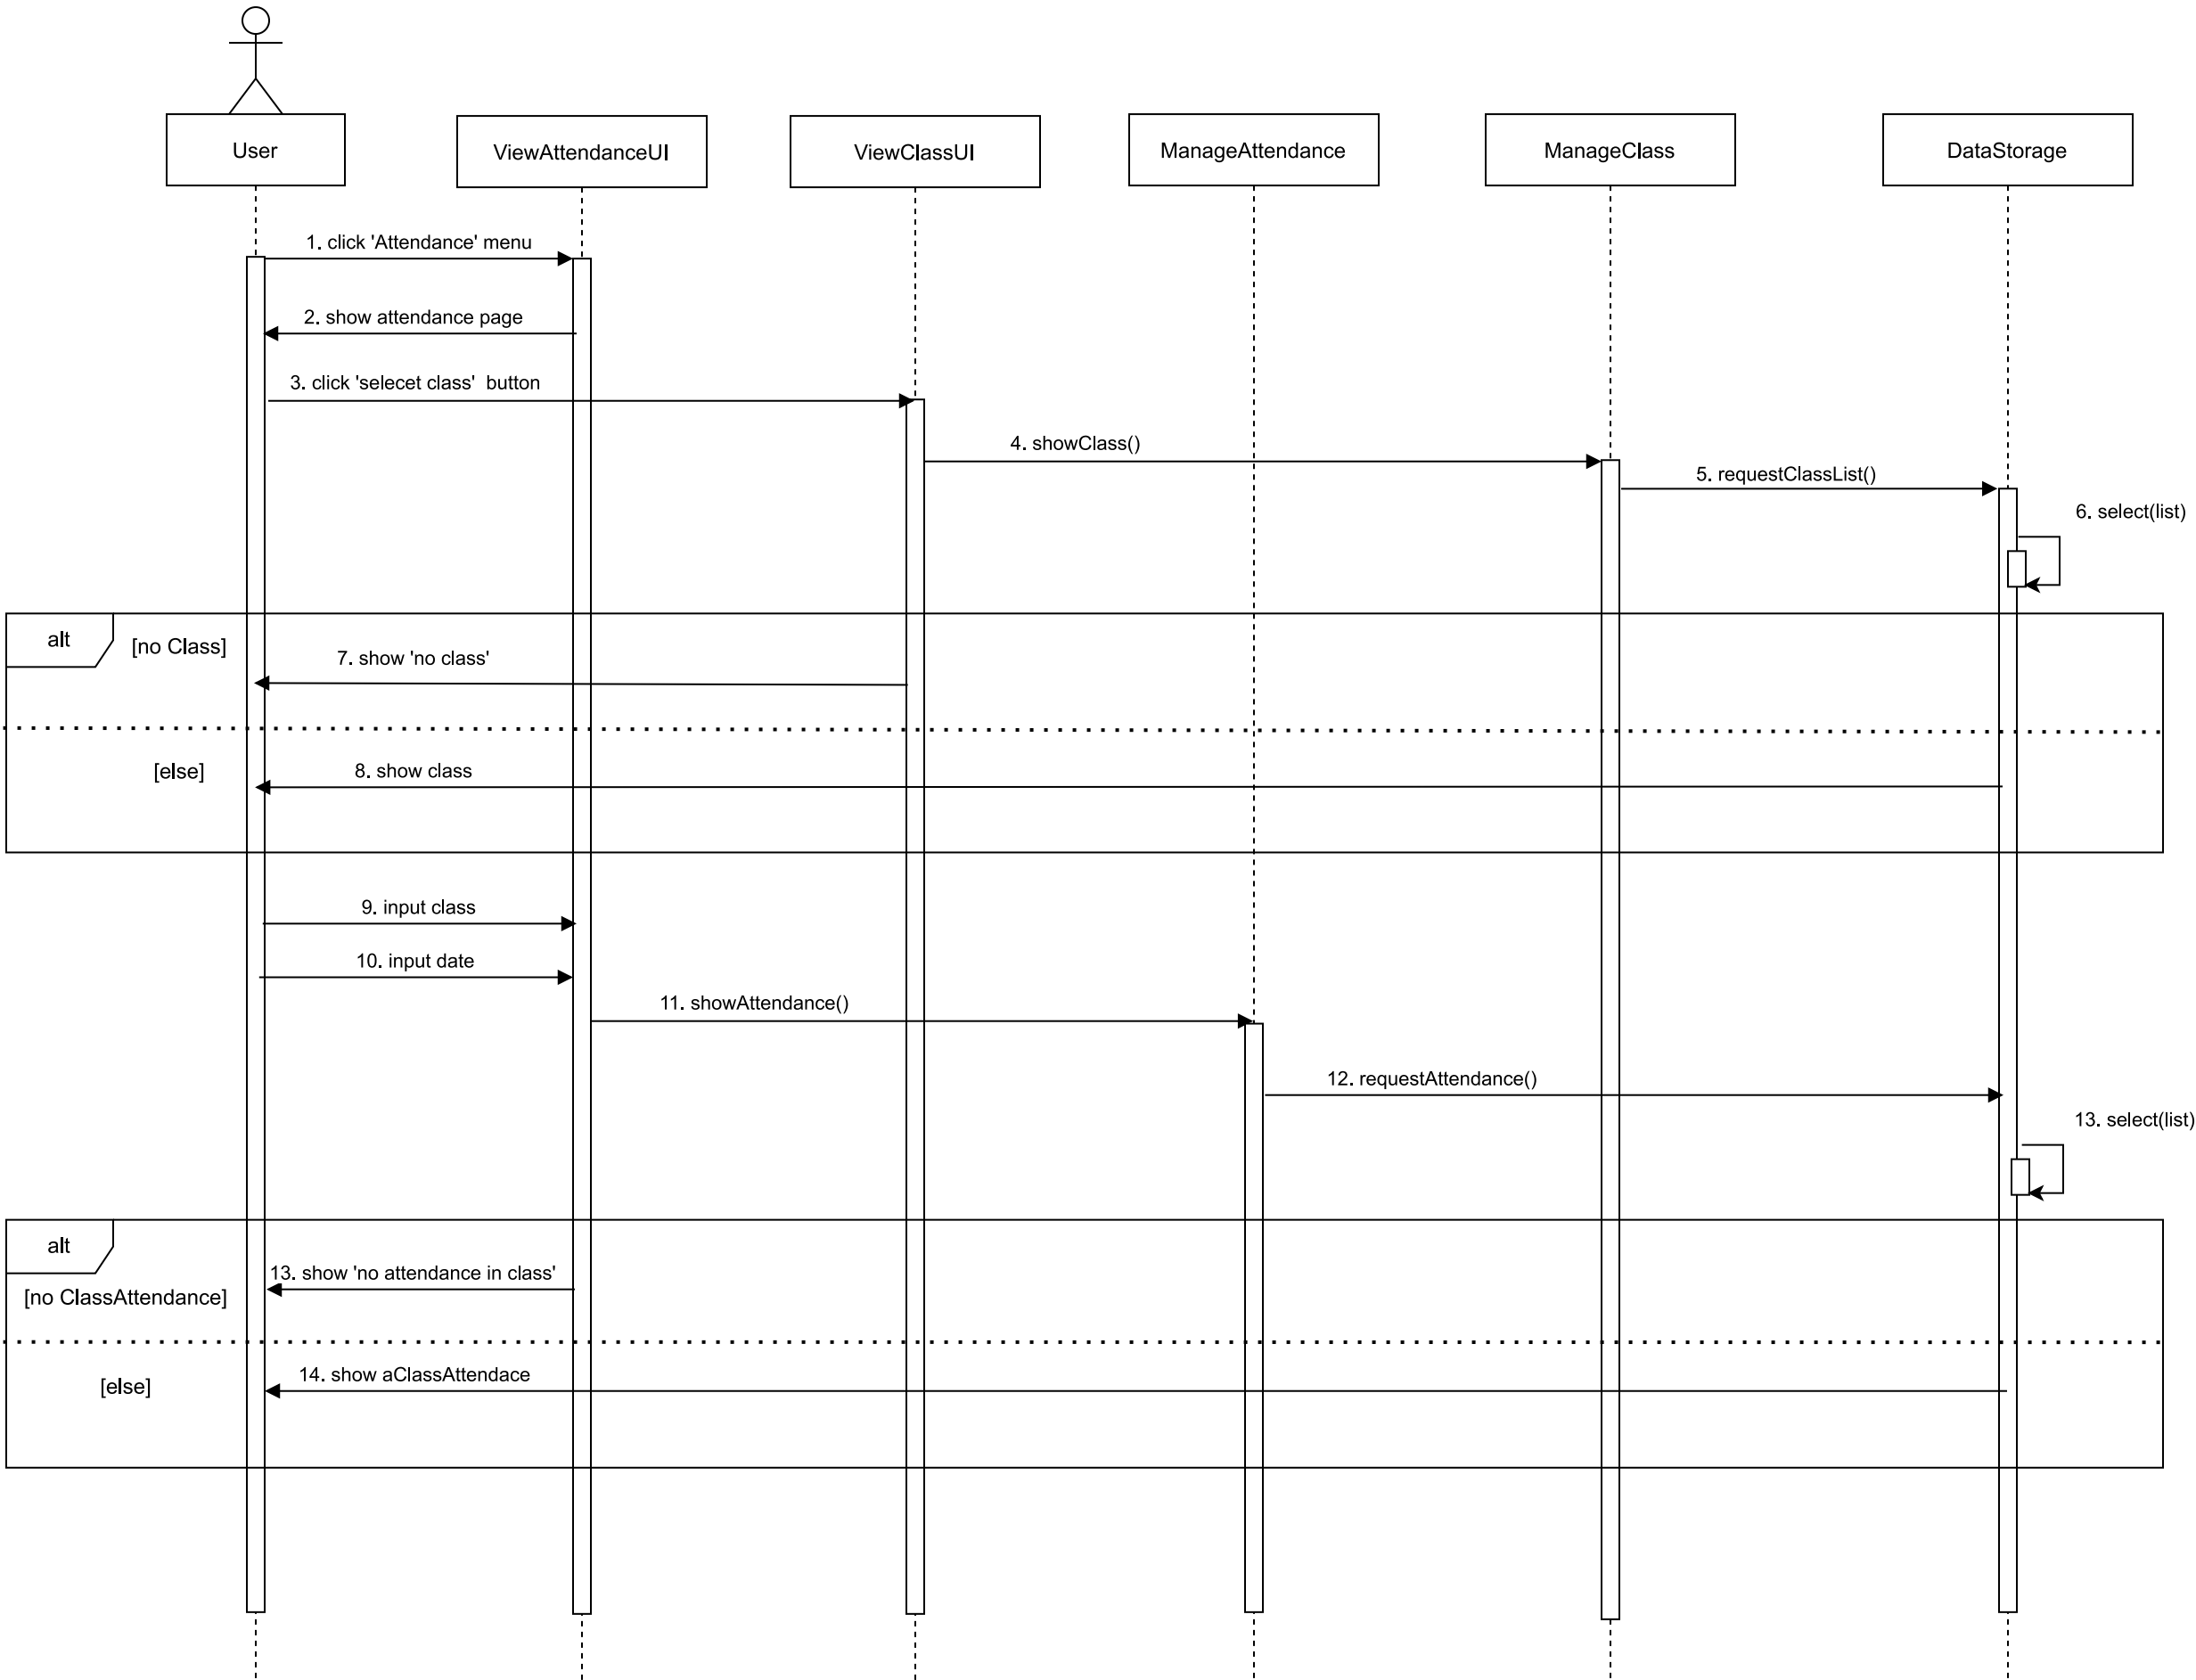 User
ViewAttendanceUI
ViewClassUI
ManageAttendance
ManageClass
DataStorage
1. click 'Attendance' menu
2. show attendance page
3. click 'selecet class'  button
4. showClass()
5. requestClassList()
6. select(list)
alt
[no Class]
7. show 'no class'
[else]
8. show class
9. input class
10. input date
11. showAttendance()
12. requestAttendance()
13. select(list)
alt
13. show 'no attendance in class'
[no ClassAttendance]
14. show aClassAttendace
[else]